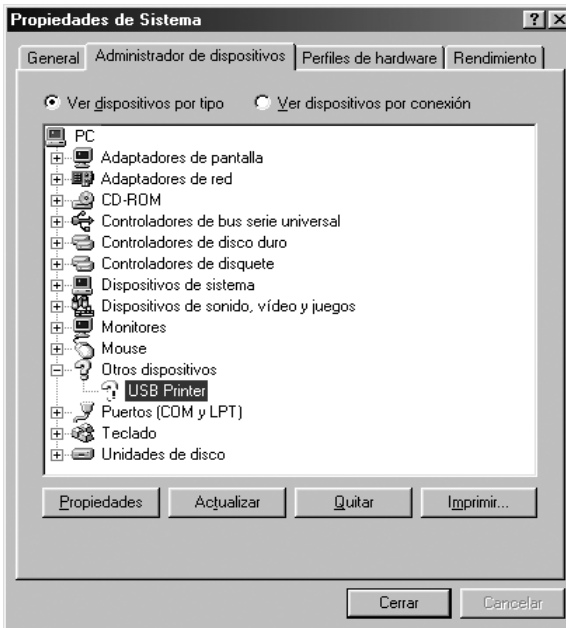 Propiedades de Sistema
General Administrador de dispositivos Perfiles de hardware Rendimiento
Ver dispositivos por tipo Ver dispositivos por conexión
PC
Adaptadores de pantalla
Adaptadores de red
CD-ROM
Controladores de bus serie universal
Controladores de disco duro
Controladores de disquete
Dispositivos de sistema
Dispositivos de sonido, vídeo y juegos
Monitores
Mouse
Otros dispositivos
USB Printer
Puertos (COM y LPT)
Teclado
Unidades de disco
Propiedades Actualizar Quitar Imprimir...
Cerrar Cancelar